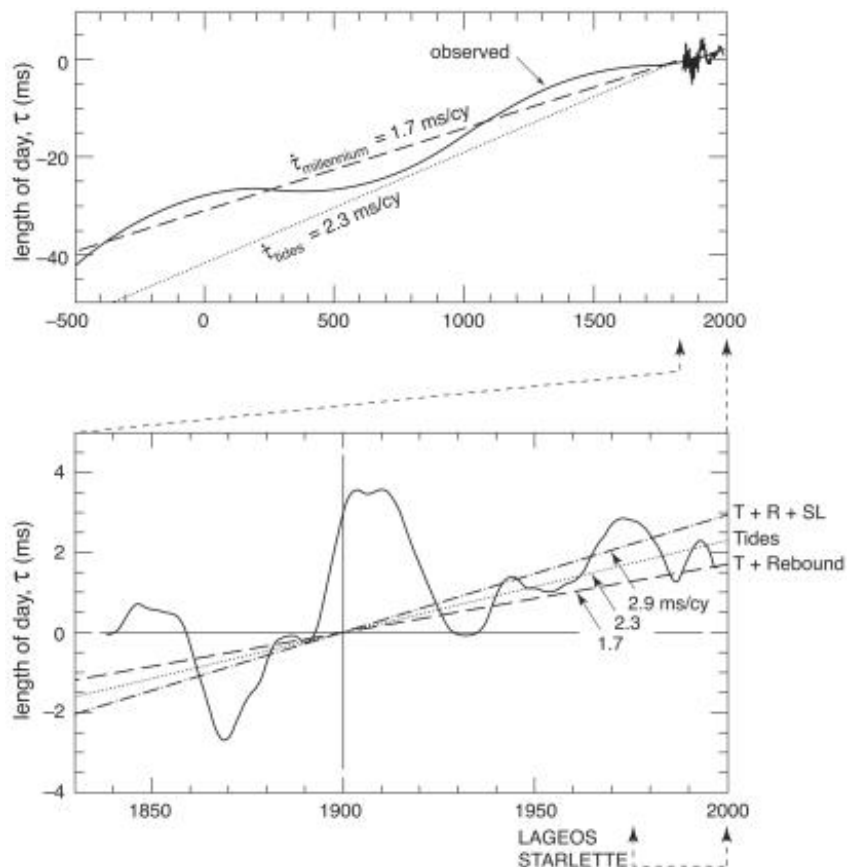 length of day, τ (ms)
0
−20
−40
observed
τ̇millennium = 1.7 ms/cy
τ̇tides = 2.3 ms/cy
−500 0 500 1000 1500 2000
length of day, τ (ms)
4
2
0
−2
−4
T + R + SL
Tides
T + Rebound
2.9 ms/cy
2.3
1.7
1850 1900 1950 2000
LAGEOS
STARLETTE